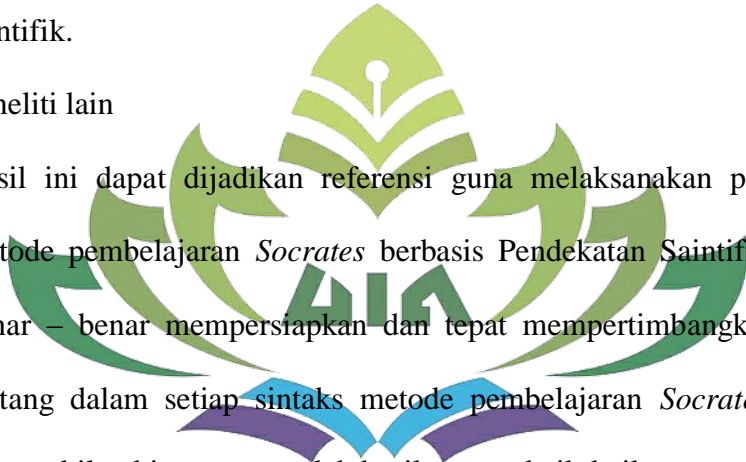 ntifik.
neliti lain
sil ini dapat dijadikan referensi guna melaksanakan p
tode pembelajaran Socrates berbasis Pendekatan Saintif
nar – benar mempersiapkan dan tepat mempertimbangk
UIN
tang dalam setiap sintaks metode pembelajaran Socrat